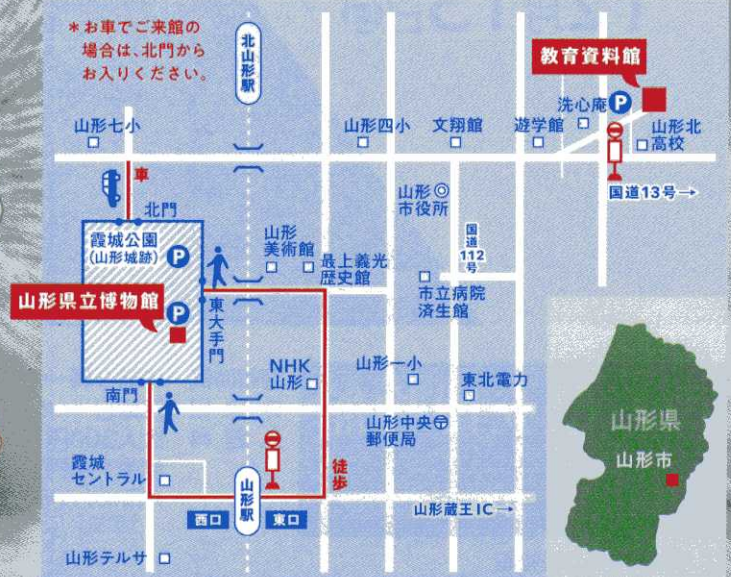 ＊お車でご来館の
場合は、北門から
お入りください。
北山形駅
教育資料館
洗心庵
P
山形七小
山形四小
文翔館
遊学館
山形北
高校
車
国道13号→
北門
山形
市役所
霞城公園
(山形城跡)
P
山形
美術館
最上義光
歴史館
国道
112
号
山形県立博物館
P
東大手門
市立病院
済生館
NHK
山形
山形一小
東北電力
南門
山形中央
郵便局
山形県
山形市
霞城
セントラル
徒歩
山形駅
西口
東口
山形蔵王IC→
山形テルサ